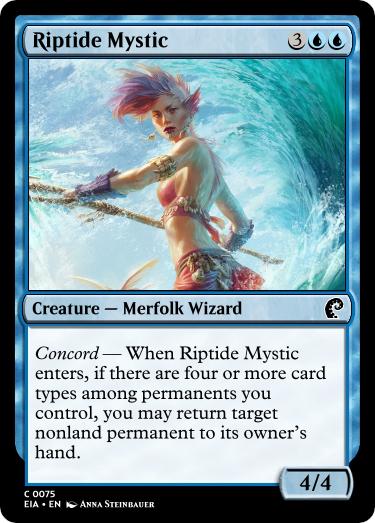 Riptide Mystic 3
Creature — Merfolk Wizard
Concord — When Riptide Mystic
enters, if there are four or more card
types among permanents you
control, you may return target
nonland permanent to its owner's
hand.
4/4
C 0075
EIA • EN Anna Steinbauer